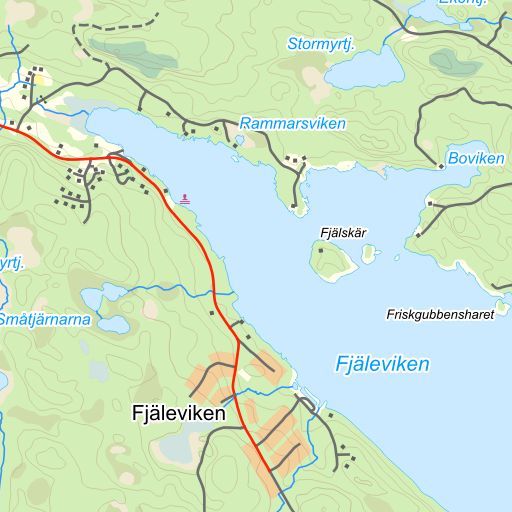 Stormyrtj.
Rammarsviken
Boviken
Fjälskär
Friskgubbensharet
Småtjärnarna
Fjäleviken
Fjäleviken